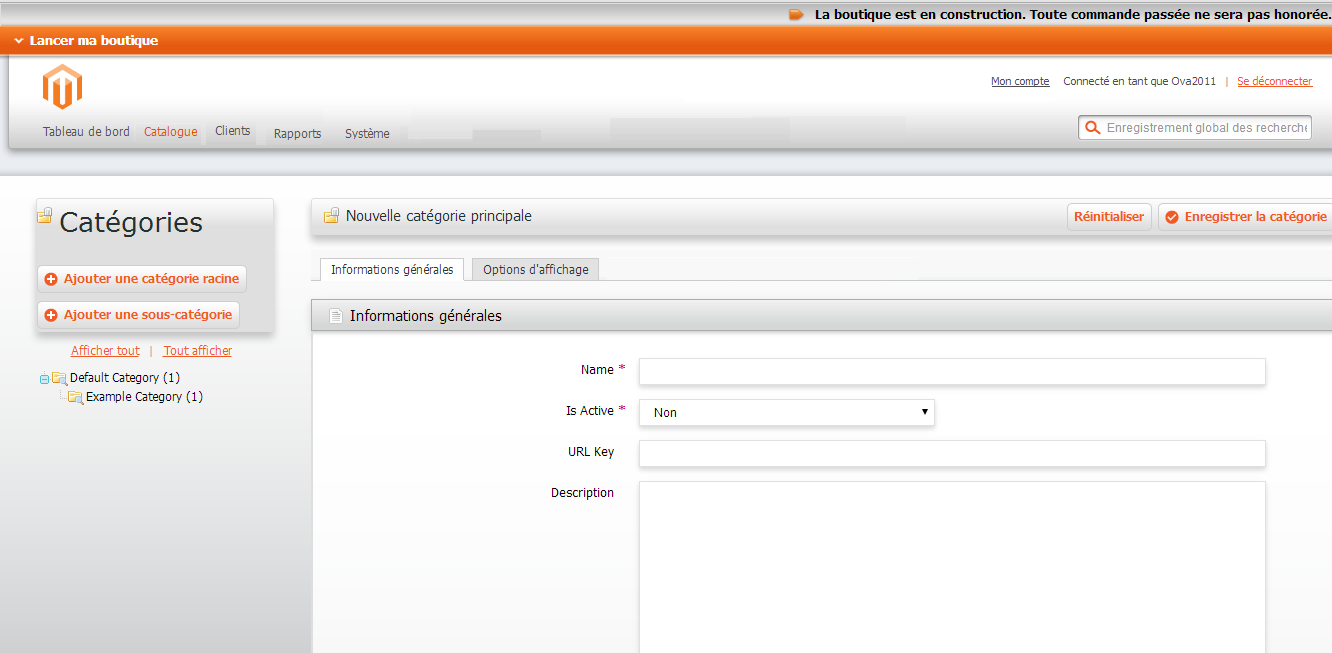 La boutique est en construction. Toute commande passée ne sera pas honorée.
Lancer ma boutique
Mon compte Connecté en tant que Ova2011 | Se déconnecter
Tableau de bord Catalogue Clients Rapports Système
Enregistrement global des recherche
Catégories
Ajouter une catégorie racine
Ajouter une sous-catégorie
Afficher tout | Tout afficher
Default Category (1)
Example Category (1)
Nouvelle catégorie principale
Réinitialiser
Enregistrer la catégorie
Informations générales
Options d'affichage
Informations générales
Name *
Is Active *
Non
URL Key
Description